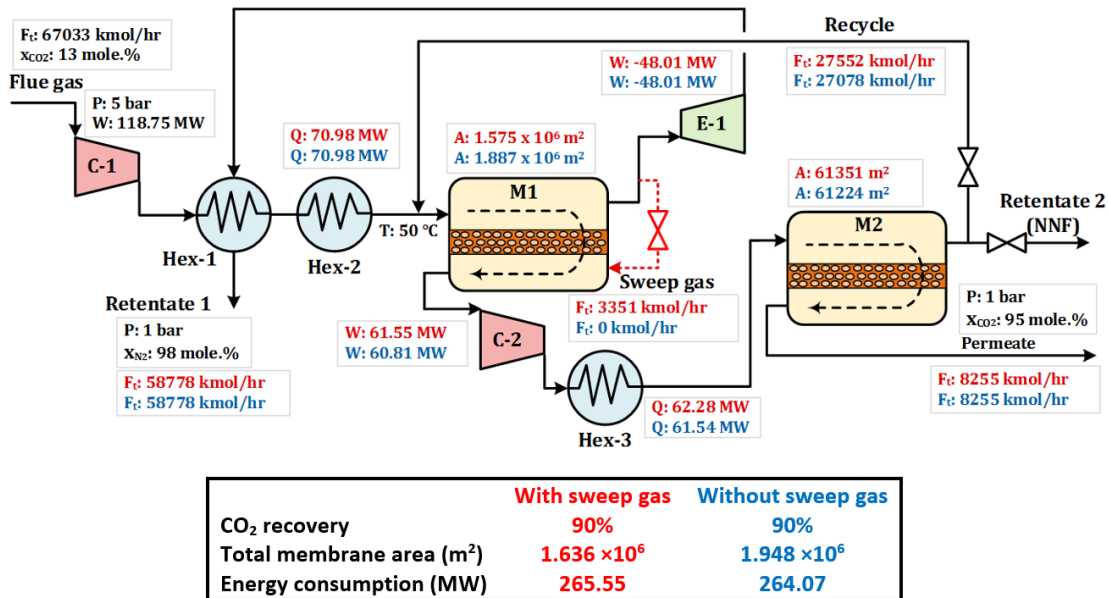 Fₜ: 67033 kmol/hr
x_CO2: 13 mole.%
Flue gas
P: 5 bar
W: 118.75 MW
C-1
Hex-1
Retentate 1
P: 1 bar
x_N2: 98 mole.%
Fₜ: 58778 kmol/hr
Fₜ: 58778 kmol/hr
Q: 70.98 MW
Q: 70.98 MW
Hex-2
T: 50 °C
A: 1.575 x 10⁶ m²
A: 1.887 x 10⁶ m²
M1
W: -48.01 MW
W: -48.01 MW
E-1
Recycle
Fₜ: 27552 kmol/hr
Fₜ: 27078 kmol/hr
Sweep gas
Fₜ: 3351 kmol/hr
Fₜ: 0 kmol/hr
W: 61.55 MW
W: 60.81 MW
C-2
Hex-3
Q: 62.28 MW
Q: 61.54 MW
A: 61351 m²
A: 61224 m²
M2
Retentate 2
(NNF)
P: 1 bar
x_CO2: 95 mole.%
Permeate
Fₜ: 8255 kmol/hr
Fₜ: 8255 kmol/hr
With sweep gas Without sweep gas
CO₂ recovery 90% 90%
Total membrane area (m²) 1.636 ×10⁶ 1.948 ×10⁶
Energy consumption (MW) 265.55 264.07